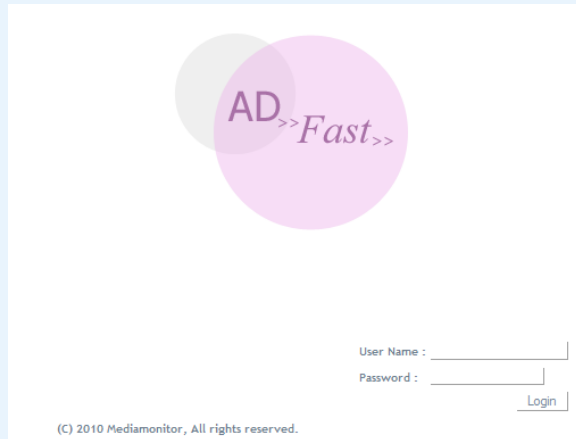 AD>>Fast>>
User Name :
Password :
Login
(C) 2010 Mediamonitor, All rights reserved.